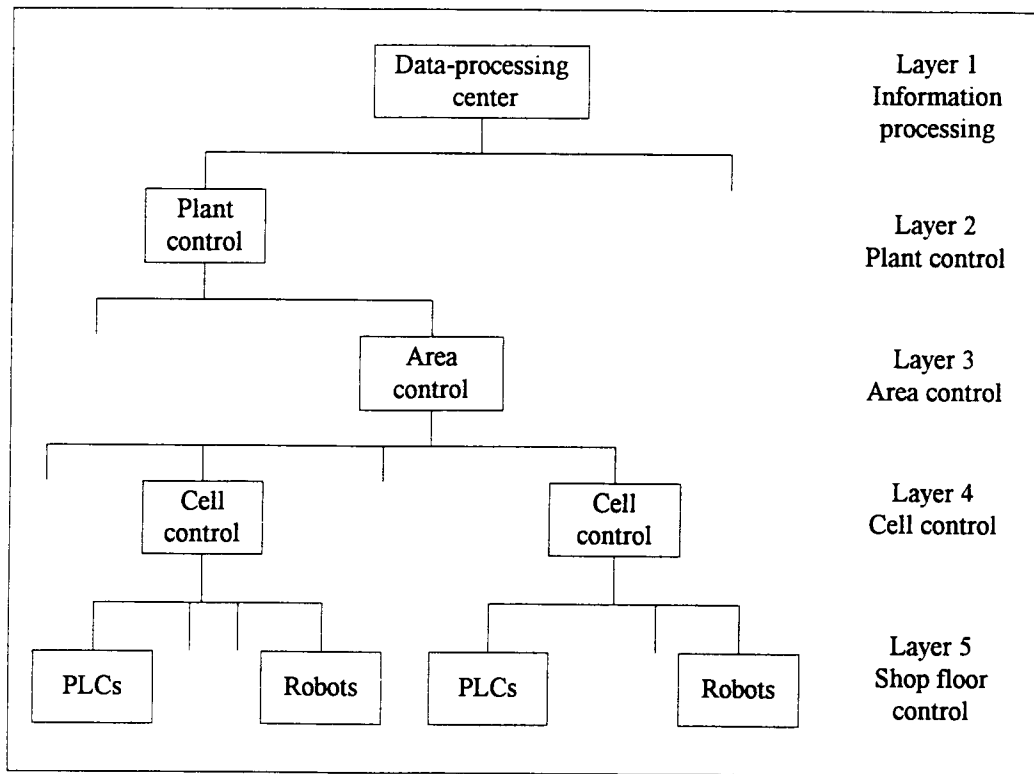 Data-processing
center
Layer 1
Information
processing
Plant
control
Layer 2
Plant control
Area
control
Layer 3
Area control
Cell
control
Cell
control
Layer 4
Cell control
PLCs
Robots
PLCs
Robots
Layer 5
Shop floor
control